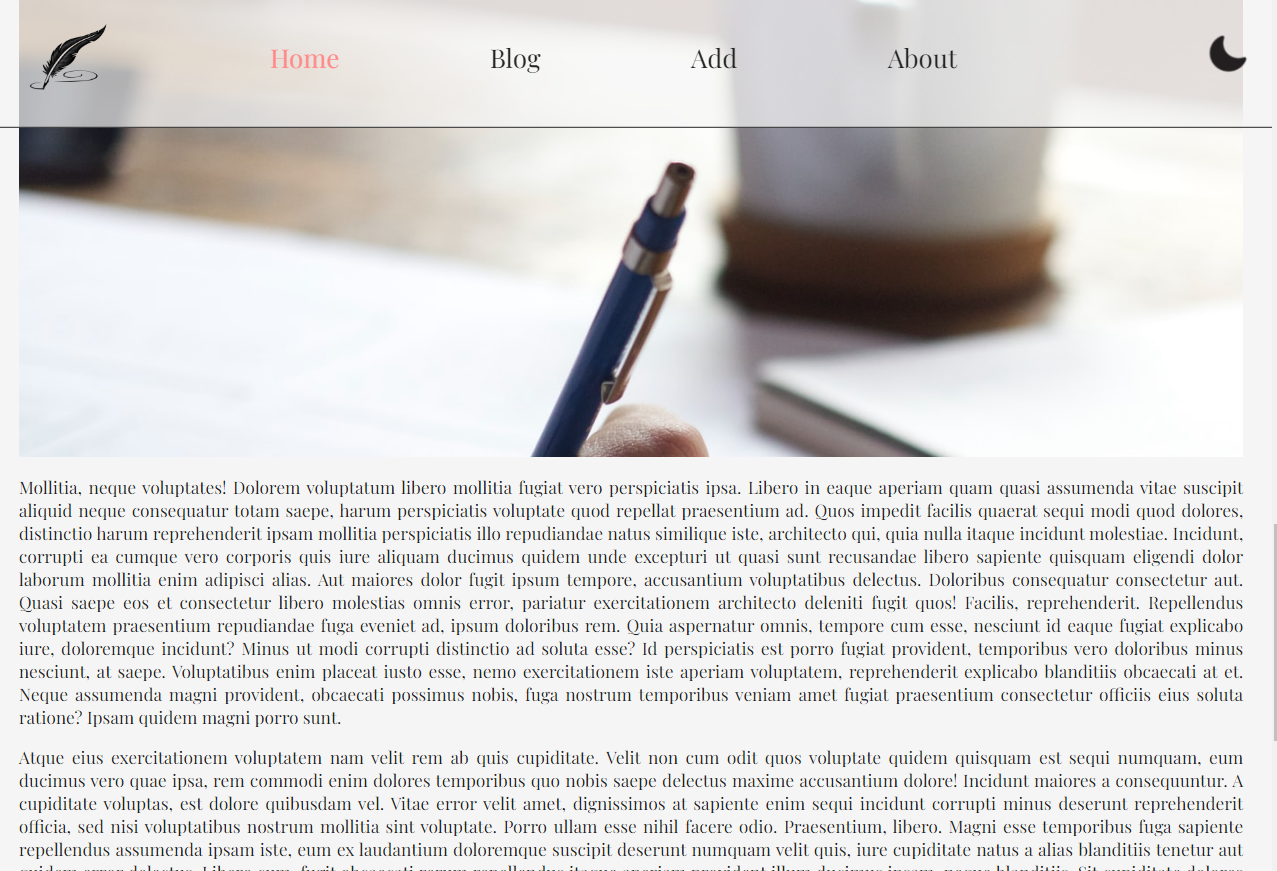 Home Blog Add About
Mollitia, neque voluptates! Dolorem voluptatum libero mollitia fugiat vero perspiciatis ipsa. Libero in eaque aperiam quam quasi assumenda vitae suscipit
aliquid neque consequatur totam saepe, harum perspiciatis voluptate quod repellat praesentium ad. Quos impedit facilis quaerat sequi modi quod dolores,
distinctio harum reprehenderit ipsam mollitia perspiciatis illo repudiandae natus similique iste, architecto qui, quia nulla itaque incidunt molestiae. Incidunt,
corrupti ea cumque vero corporis quis iure aliquam ducimus quidem unde excepturi ut quasi sunt recusandae libero sapiente quisquam eligendi dolor
laborum mollitia enim adipisci alias. Aut maiores dolor fugit ipsum tempore, accusantium voluptatibus delectus. Doloribus consequatur consectetur aut.
Quasi saepe eos et consectetur libero molestias omnis error, pariatur exercitationem architecto deleniti fugit quos! Facilis, reprehenderit. Repellendus
voluptatem praesentium repudiandae fuga eveniet ad, ipsum doloribus rem. Quia aspernatur omnis, tempore cum esse, nesciunt id eaque fugiat explicabo
iure, doloremque incidunt? Minus ut modi corrupti distinctio ad soluta esse? Id perspiciatis est porro fugiat provident, temporibus vero doloribus minus
nesciunt, at saepe. Voluptatibus enim placeat iusto esse, nemo exercitationem iste aperiam voluptatem, reprehenderit explicabo blanditiis obcaecati at et.
Neque assumenda magni provident, obcaecati possimus nobis, fuga nostrum temporibus veniam amet fugiat praesentium consectetur officiis eius soluta
ratione? Ipsam quidem magni porro sunt.
Atque eius exercitationem voluptatem nam velit rem ab quis cupiditate. Velit non cum odit quos voluptate quidem quisquam est sequi numquam, eum
ducimus vero quae ipsa, rem commodi enim dolores temporibus quo nobis saepe delectus maxime accusantium dolore! Incidunt maiores a consequuntur. A
cupiditate voluptas, est dolore quibusdam vel. Vitae error velit amet, dignissimos at sapiente enim sequi incidunt corrupti minus deserunt reprehenderit
officia, sed nisi voluptatibus nostrum mollitia sint voluptate. Porro ullam esse nihil facere odio. Praesentium, libero. Magni esse temporibus fuga sapiente
repellendus assumenda ipsam iste, eum ex laudantium doloremque suscipit deserunt numquam velit quis, iure cupiditate natus a alias blanditiis tenetur aut